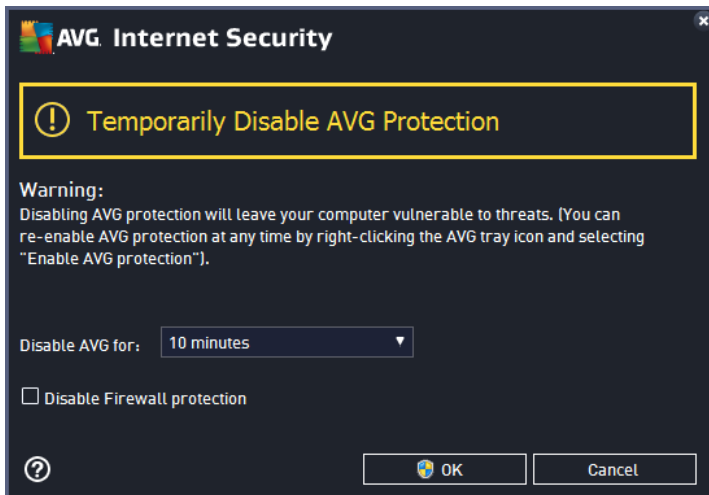 AVG. Internet Security
Temporarily Disable AVG Protection
Warning:
Disabling AVG protection will leave your computer vulnerable to threats. (You can
re-enable AVG protection at any time by right-clicking the AVG tray icon and selecting
"Enable AVG protection").
Disable AVG for: 10 minutes
Disable Firewall protection
OK Cancel